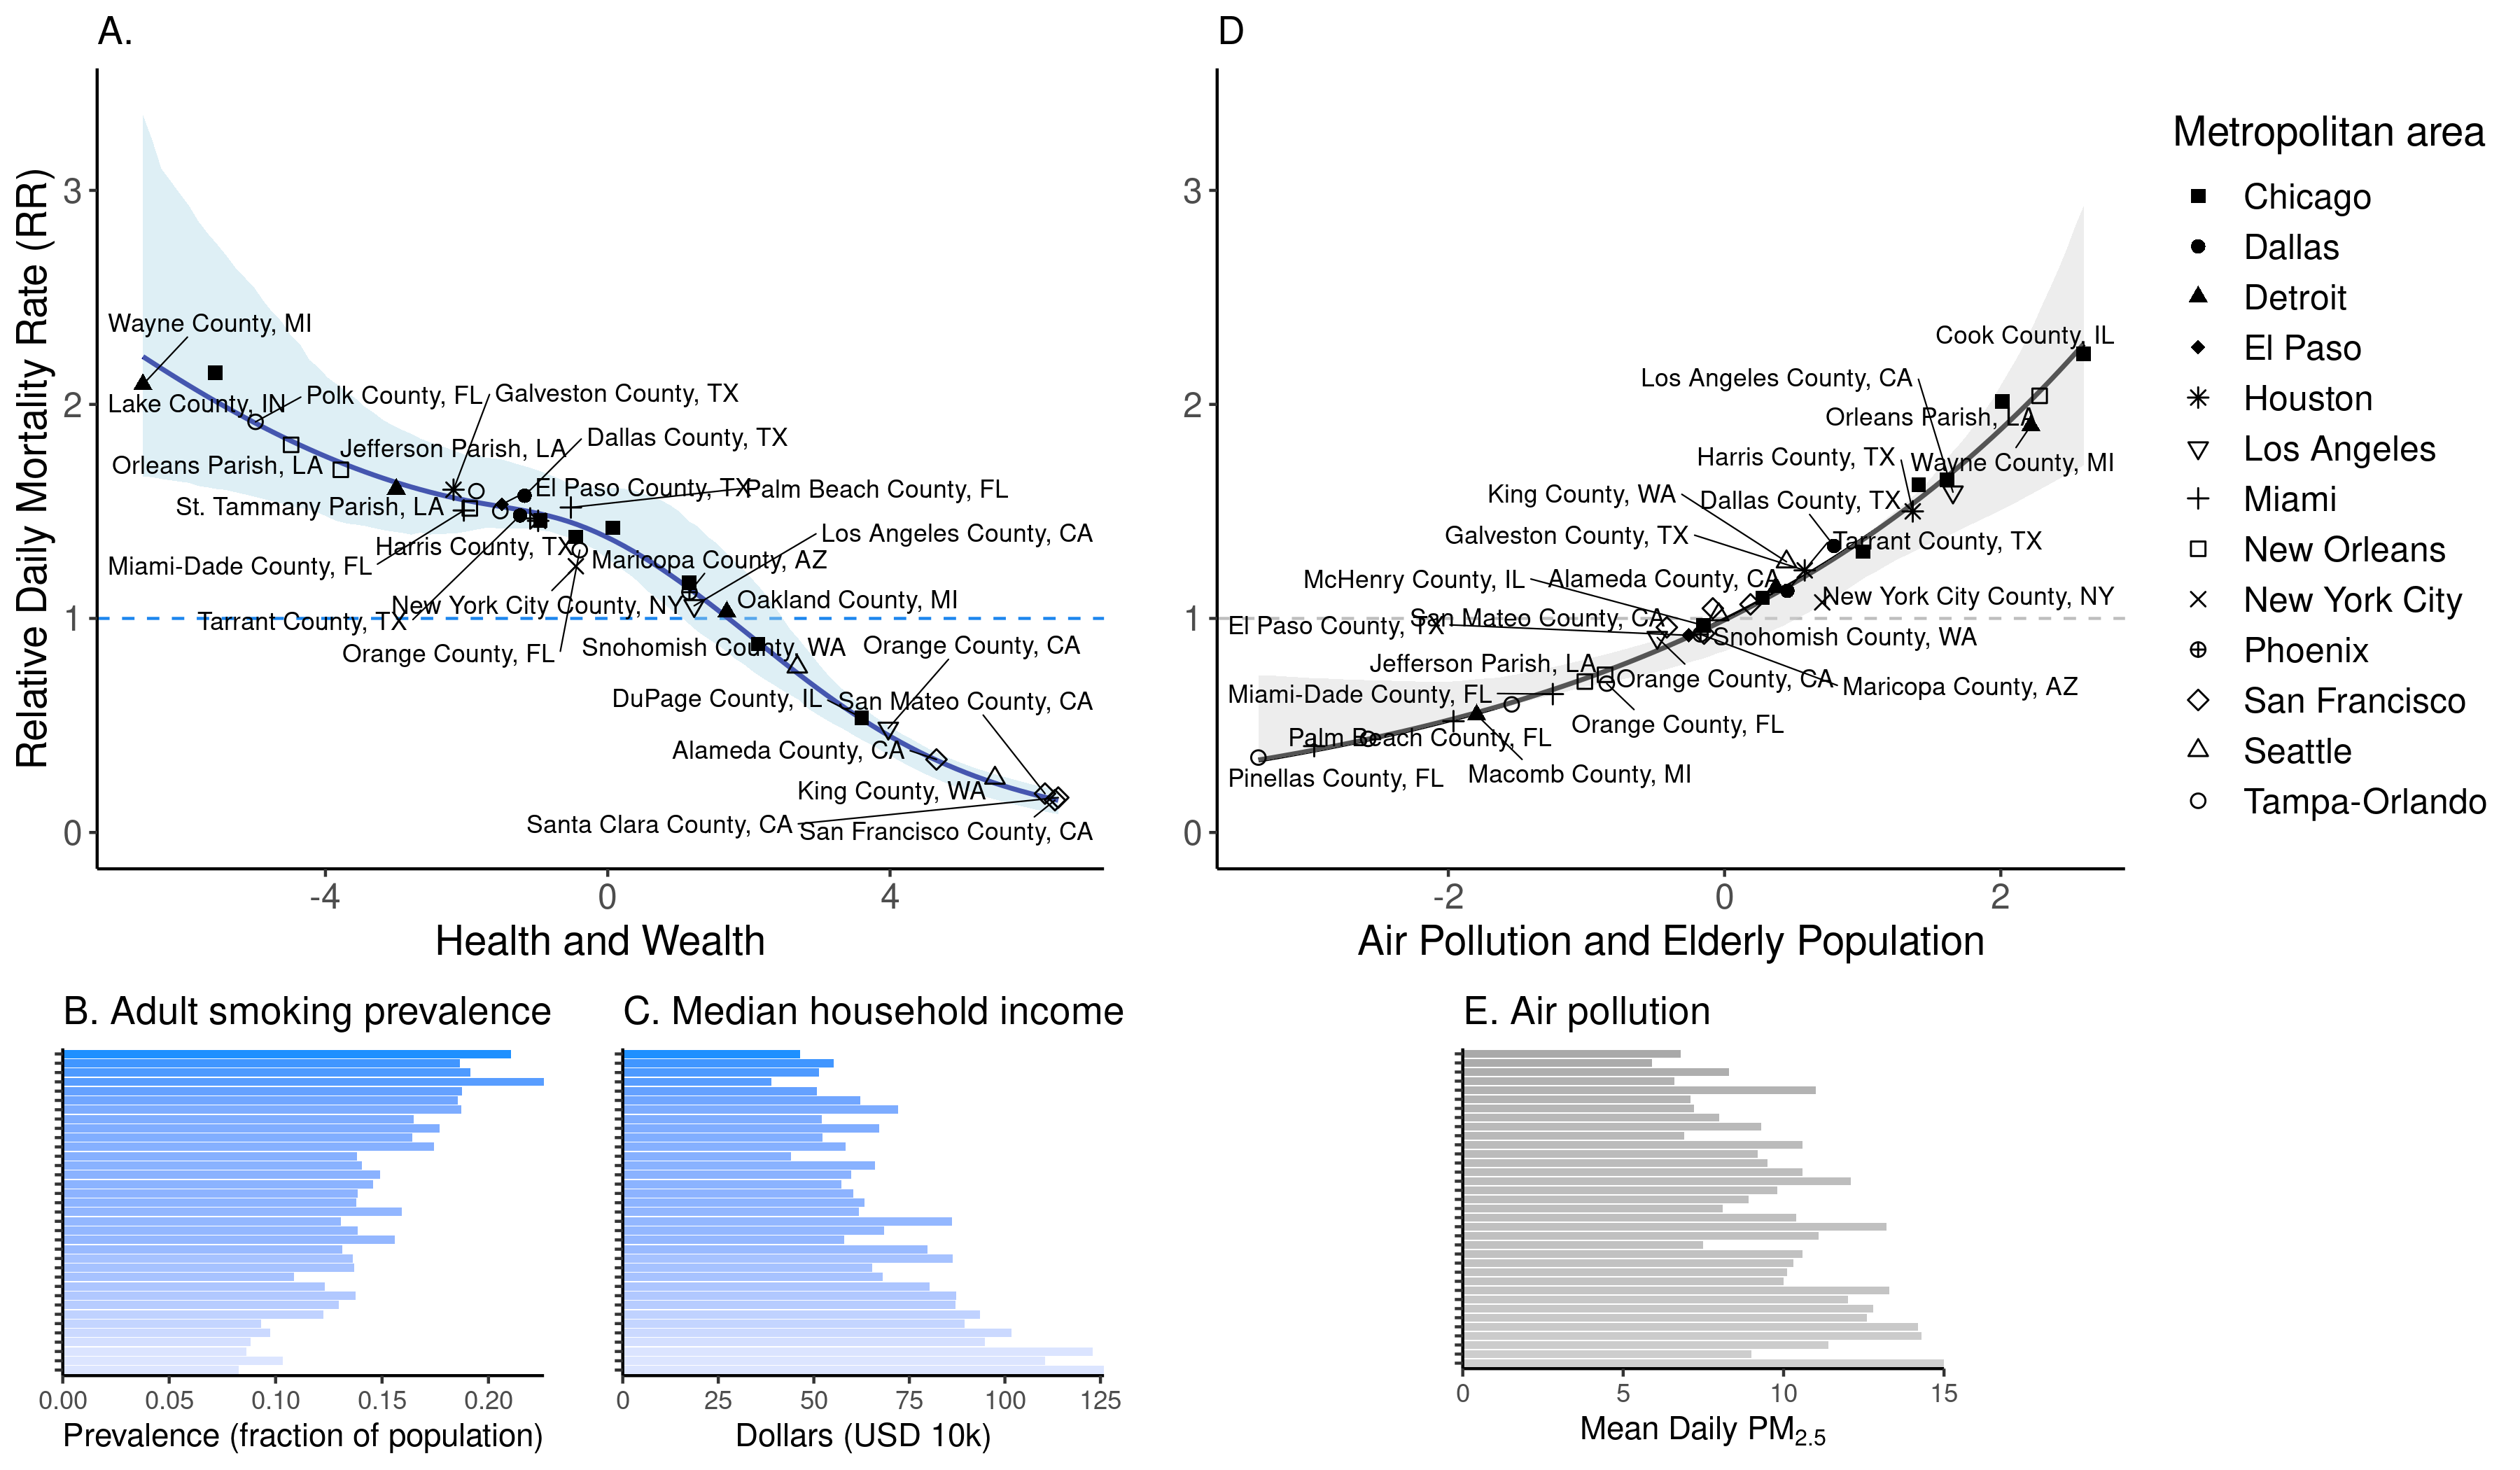 A.
Relative Daily Mortality Rate (RR)
3
2
1
0
Wayne County, MI
Lake County, IN
Polk County, FL
Galveston County, TX
Jefferson Parish, LA
Dallas County, TX
Orleans Parish, LA
St. Tammany Parish, LA
El Paso County, TX
Palm Beach County, FL
Los Angeles County, CA
Harris County, TX
Maricopa County, AZ
Miami-Dade County, FL
New York City County, NY
Oakland County, MI
Tarrant County, TX
Orange County, FL
Snohomish County, WA
Orange County, CA
DuPage County, IL
San Mateo County, CA
Alameda County, CA
King County, WA
Santa Clara County, CA
San Francisco County, CA
-4
0
4
Health and Wealth
D
3
2
1
0
Cook County, IL
Los Angeles County, CA
Orleans Parish, LA
Harris County, TX
Wayne County, MI
King County, WA
Dallas County, TX
Galveston County, TX
Tarrant County, TX
McHenry County, IL
Alameda County, CA
New York City County, NY
San Mateo County, CA
El Paso County, TX
Snohomish County, WA
Jefferson Parish, LA
Orange County, CA
Maricopa County, AZ
Miami-Dade County, FL
Orange County, FL
Palm Beach County, FL
Pinellas County, FL
Macomb County, MI
-2
0
2
Air Pollution and Elderly Population
Metropolitan area
Chicago
Dallas
Detroit
El Paso
Houston
Los Angeles
Miami
New Orleans
New York City
Phoenix
San Francisco
Seattle
Tampa-Orlando
B. Adult smoking prevalence
0.00
0.05
0.10
0.15
0.20
Prevalence (fraction of population)
C. Median household income
0
25
50
75
100
125
Dollars (USD 10k)
E. Air pollution
0
5
10
15
Mean Daily PM2.5